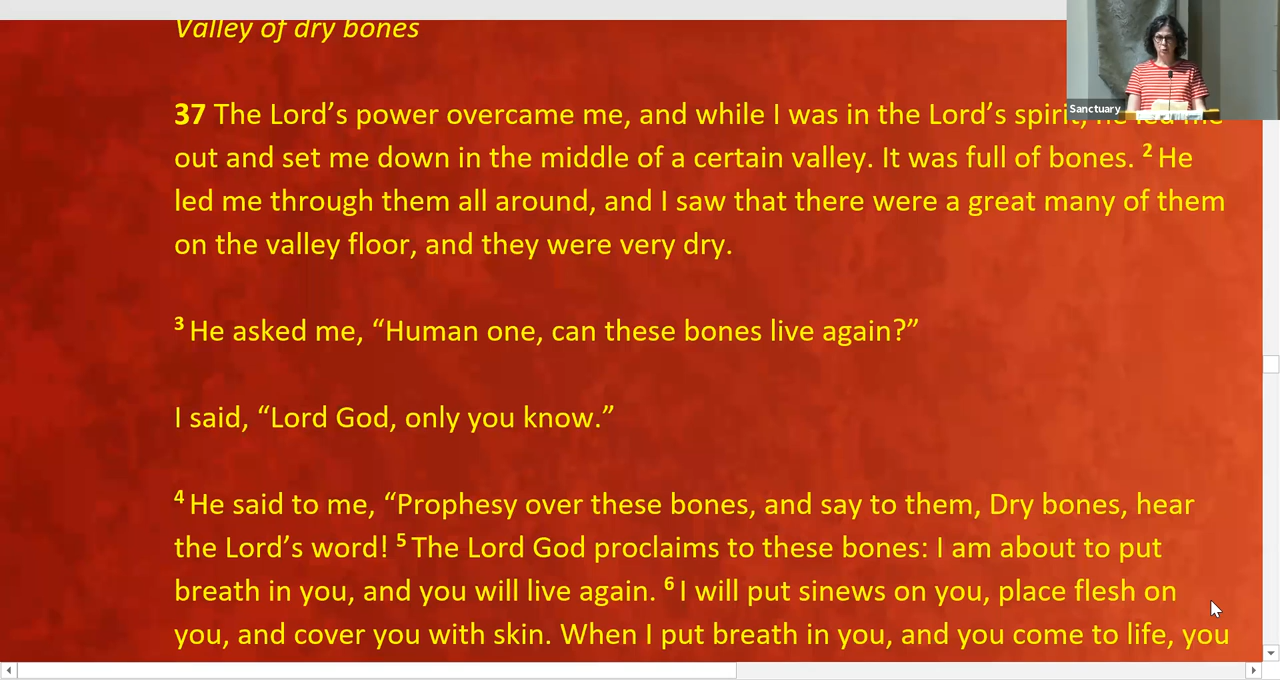 Valley of dry bones
37 The Lord’s power overcame me, and while I was in the Lord’s spirit, he led me
out and set me down in the middle of a certain valley. It was full of bones. 2 He
led me through them all around, and I saw that there were a great many of them
on the valley floor, and they were very dry.
3 He asked me, “Human one, can these bones live again?”
I said, “Lord God, only you know.”
4 He said to me, “Prophesy over these bones, and say to them, Dry bones, hear
the Lord’s word! 5 The Lord God proclaims to these bones: I am about to put
breath in you, and you will live again. 6 I will put sinews on you, place flesh on
you, and cover you with skin. When I put breath in you, and you come to life, you
Sanctuary